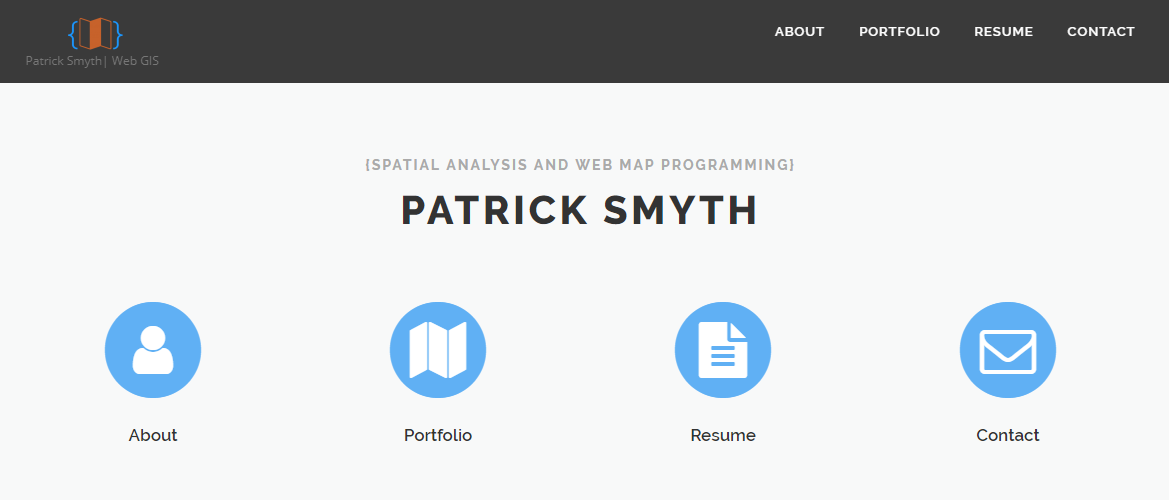 Patrick Smyth| Web GIS
ABOUT PORTFOLIO RESUME CONTACT
{SPATIAL ANALYSIS AND WEB MAP PROGRAMMING}
PATRICK SMYTH
About Portfolio Resume Contact